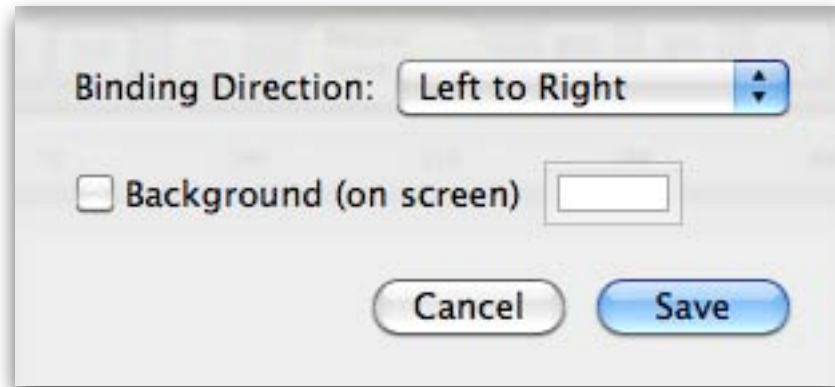 Binding Direction: Left to Right
Background (on screen)
Cancel Save